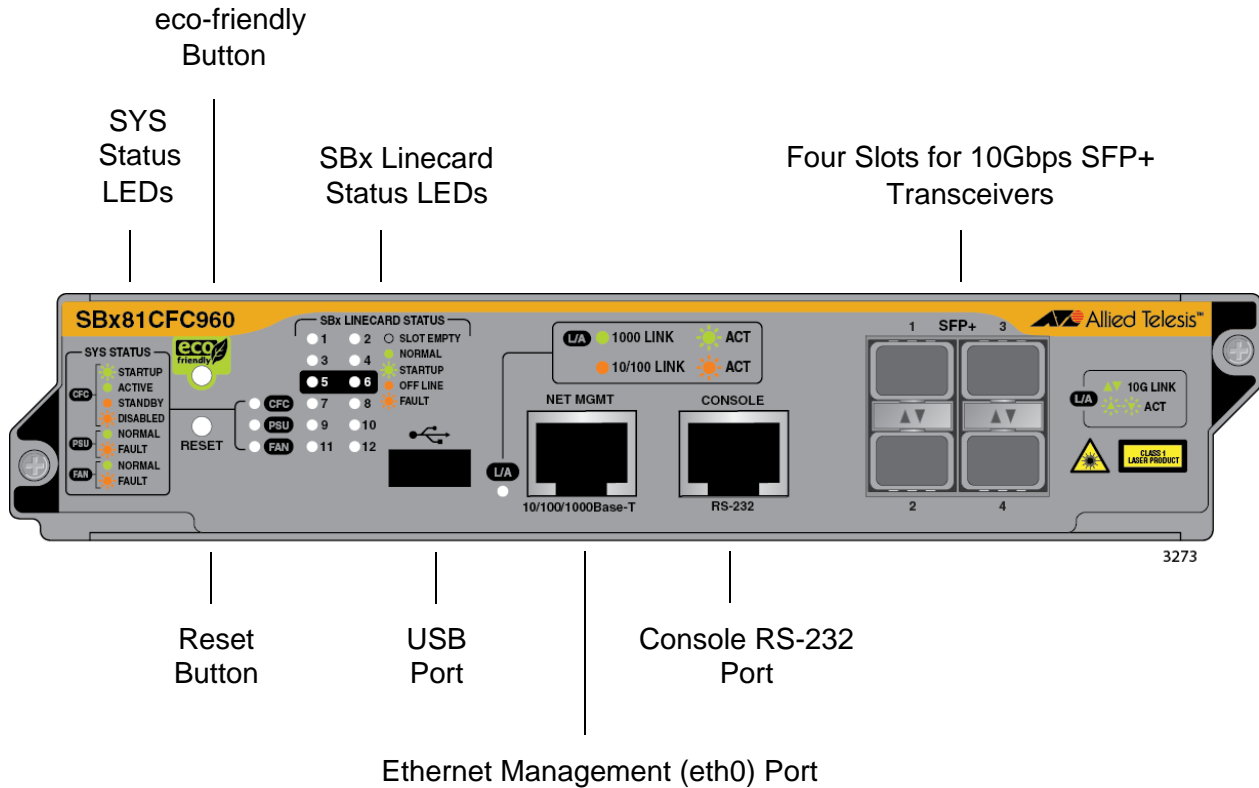 eco-friendly
Button
SYS
Status
LEDs
SBx Linecard
Status LEDs
Four Slots for 10Gbps SFP+
Transceivers
SBx81CFC960
eco
friendly
SYS STATUS
CFC
STARTUP
ACTIVE
STANDBY
DISABLED
PSU
NORMAL
FAULT
FAN
NORMAL
FAULT
RESET
CFC
PSU
FAN
SBx LINECARD STATUS
1 2
3 4
5 6
7 8
9 10
11 12
SLOT EMPTY
NORMAL
STARTUP
OFF LINE
FAULT
L/A 1000 LINK ACT
10/100 LINK ACT
L/A
NET MGMT
10/100/1000Base-T
CONSOLE
RS-232
1 SFP+ 3
2 4
Allied Telesis™
L/A
10G LINK
ACT
CLASS 1
LASER PRODUCT
3273
Reset
Button
USB
Port
Console RS-232
Port
Ethernet Management (eth0) Port